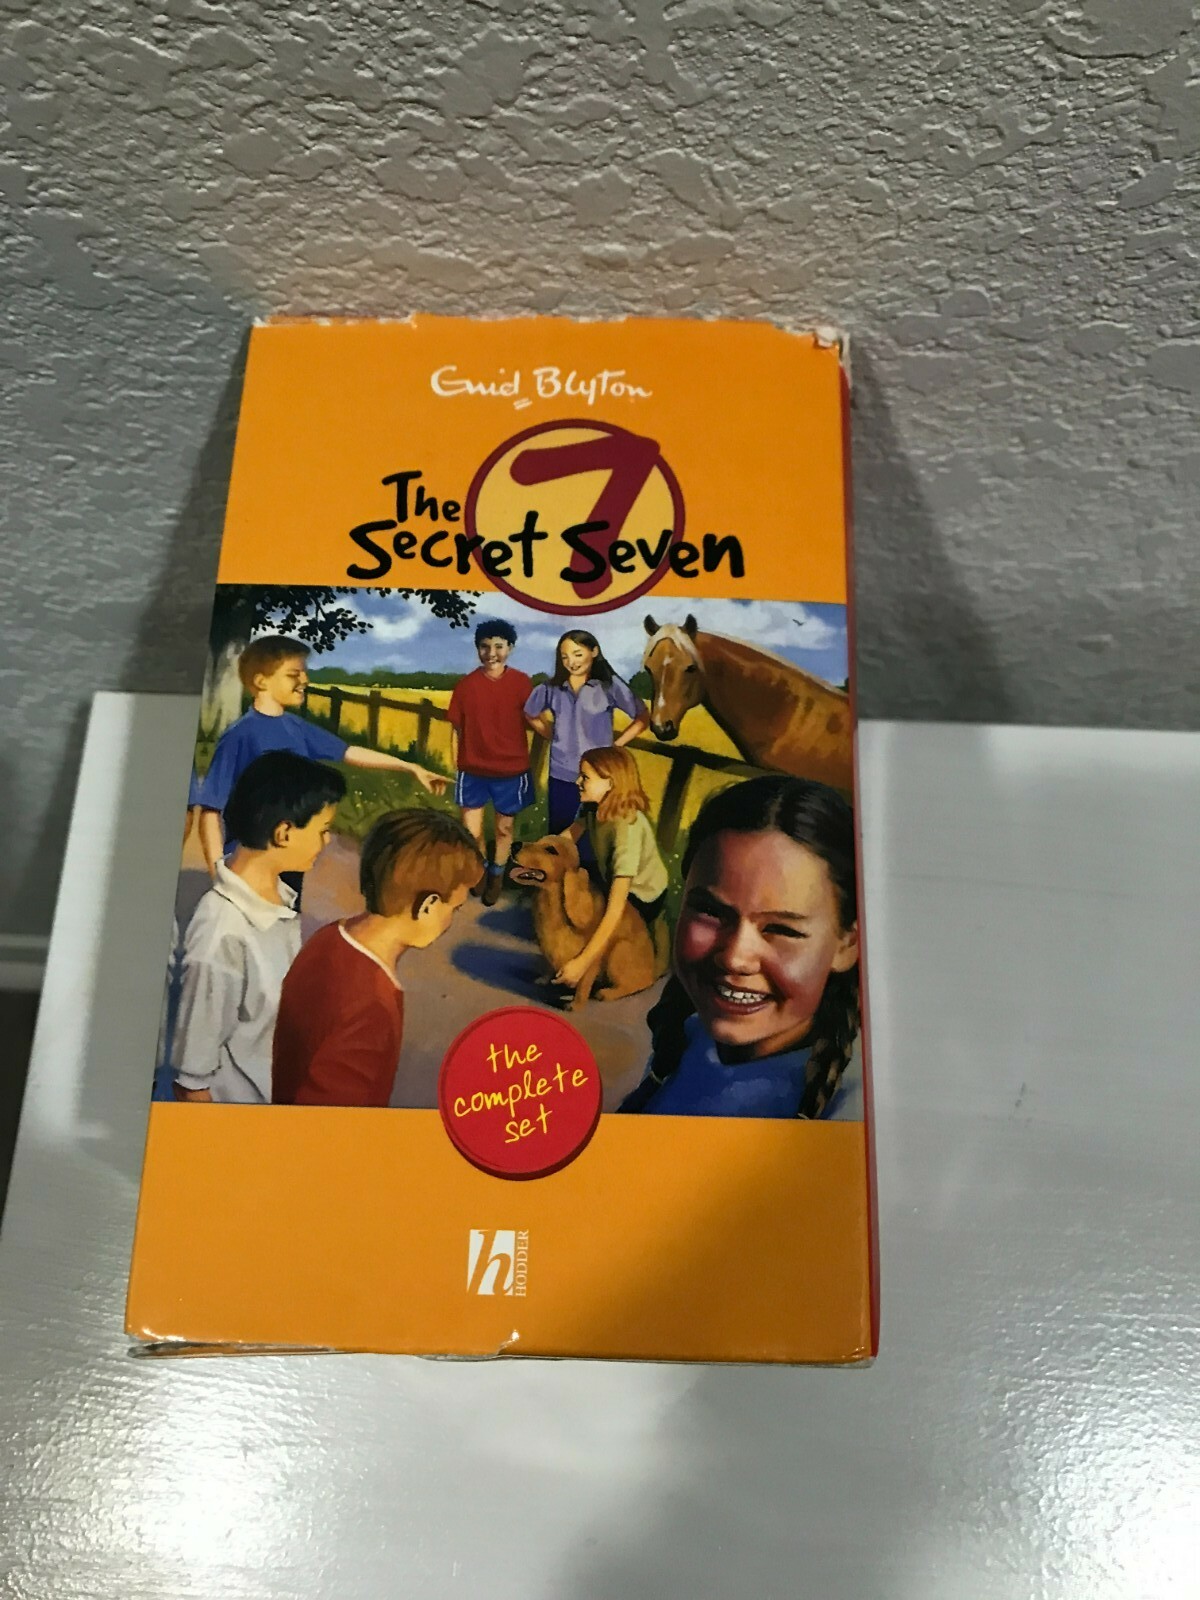 Enid Blyton
7
The
Secret Seven
the
complete
set
h
HODDER